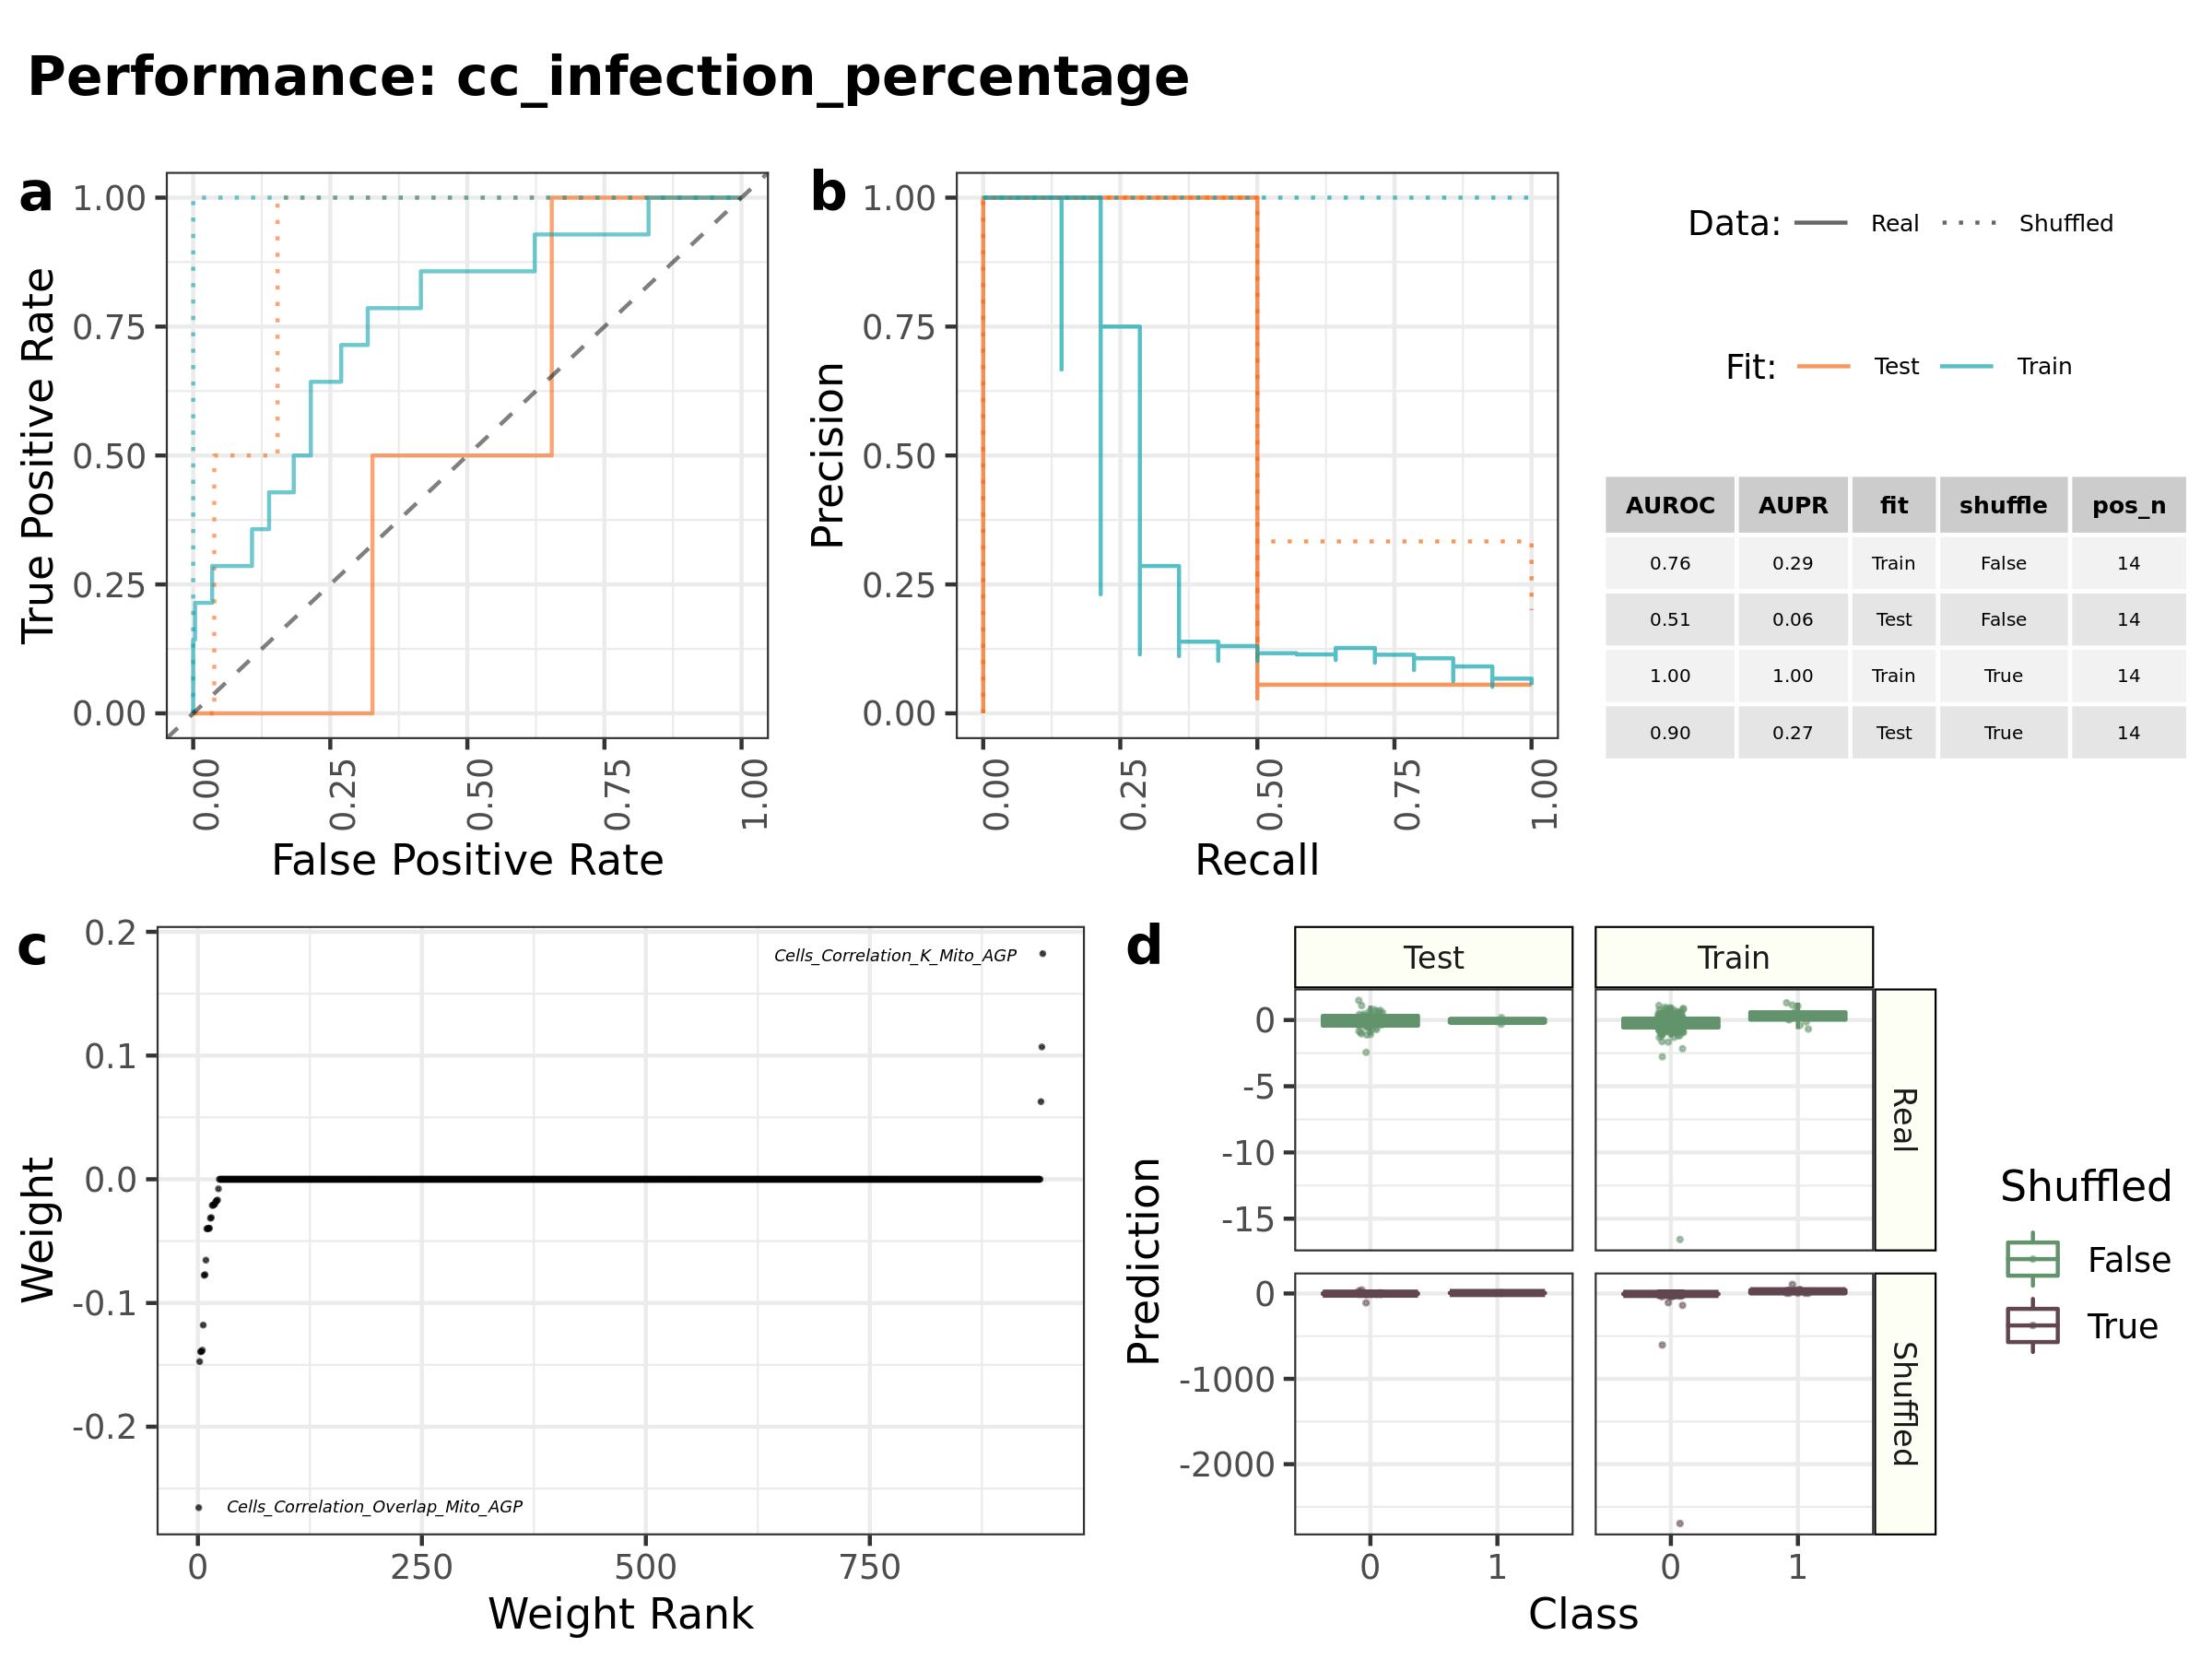 Performance: cc_infection_percentage
a
1.00
0.75
0.50
0.25
0.00
True Positive Rate
0.00
0.25
0.50
0.75
1.00
False Positive Rate
b
1.00
0.75
0.50
0.25
0.00
Precision
0.00
0.25
0.50
0.75
1.00
Recall
Data: Real Shuffled
Fit: Test Train
AUROC AUPR fit shuffle pos_n
0.76 0.29 Train False 14
0.51 0.06 Test False 14
1.00 1.00 Train True 14
0.90 0.27 Test True 14
c
0.2
0.1
0.0
-0.1
-0.2
Weight
Cells_Correlation_K_Mito_AGP
Cells_Correlation_Overlap_Mito_AGP
0 250 500 750
Weight Rank
d
Test Train
0
-5
-10
-15
Real
0
-1000
-2000
Shuffled
Prediction
0 1 0 1
Class
Shuffled
False
True